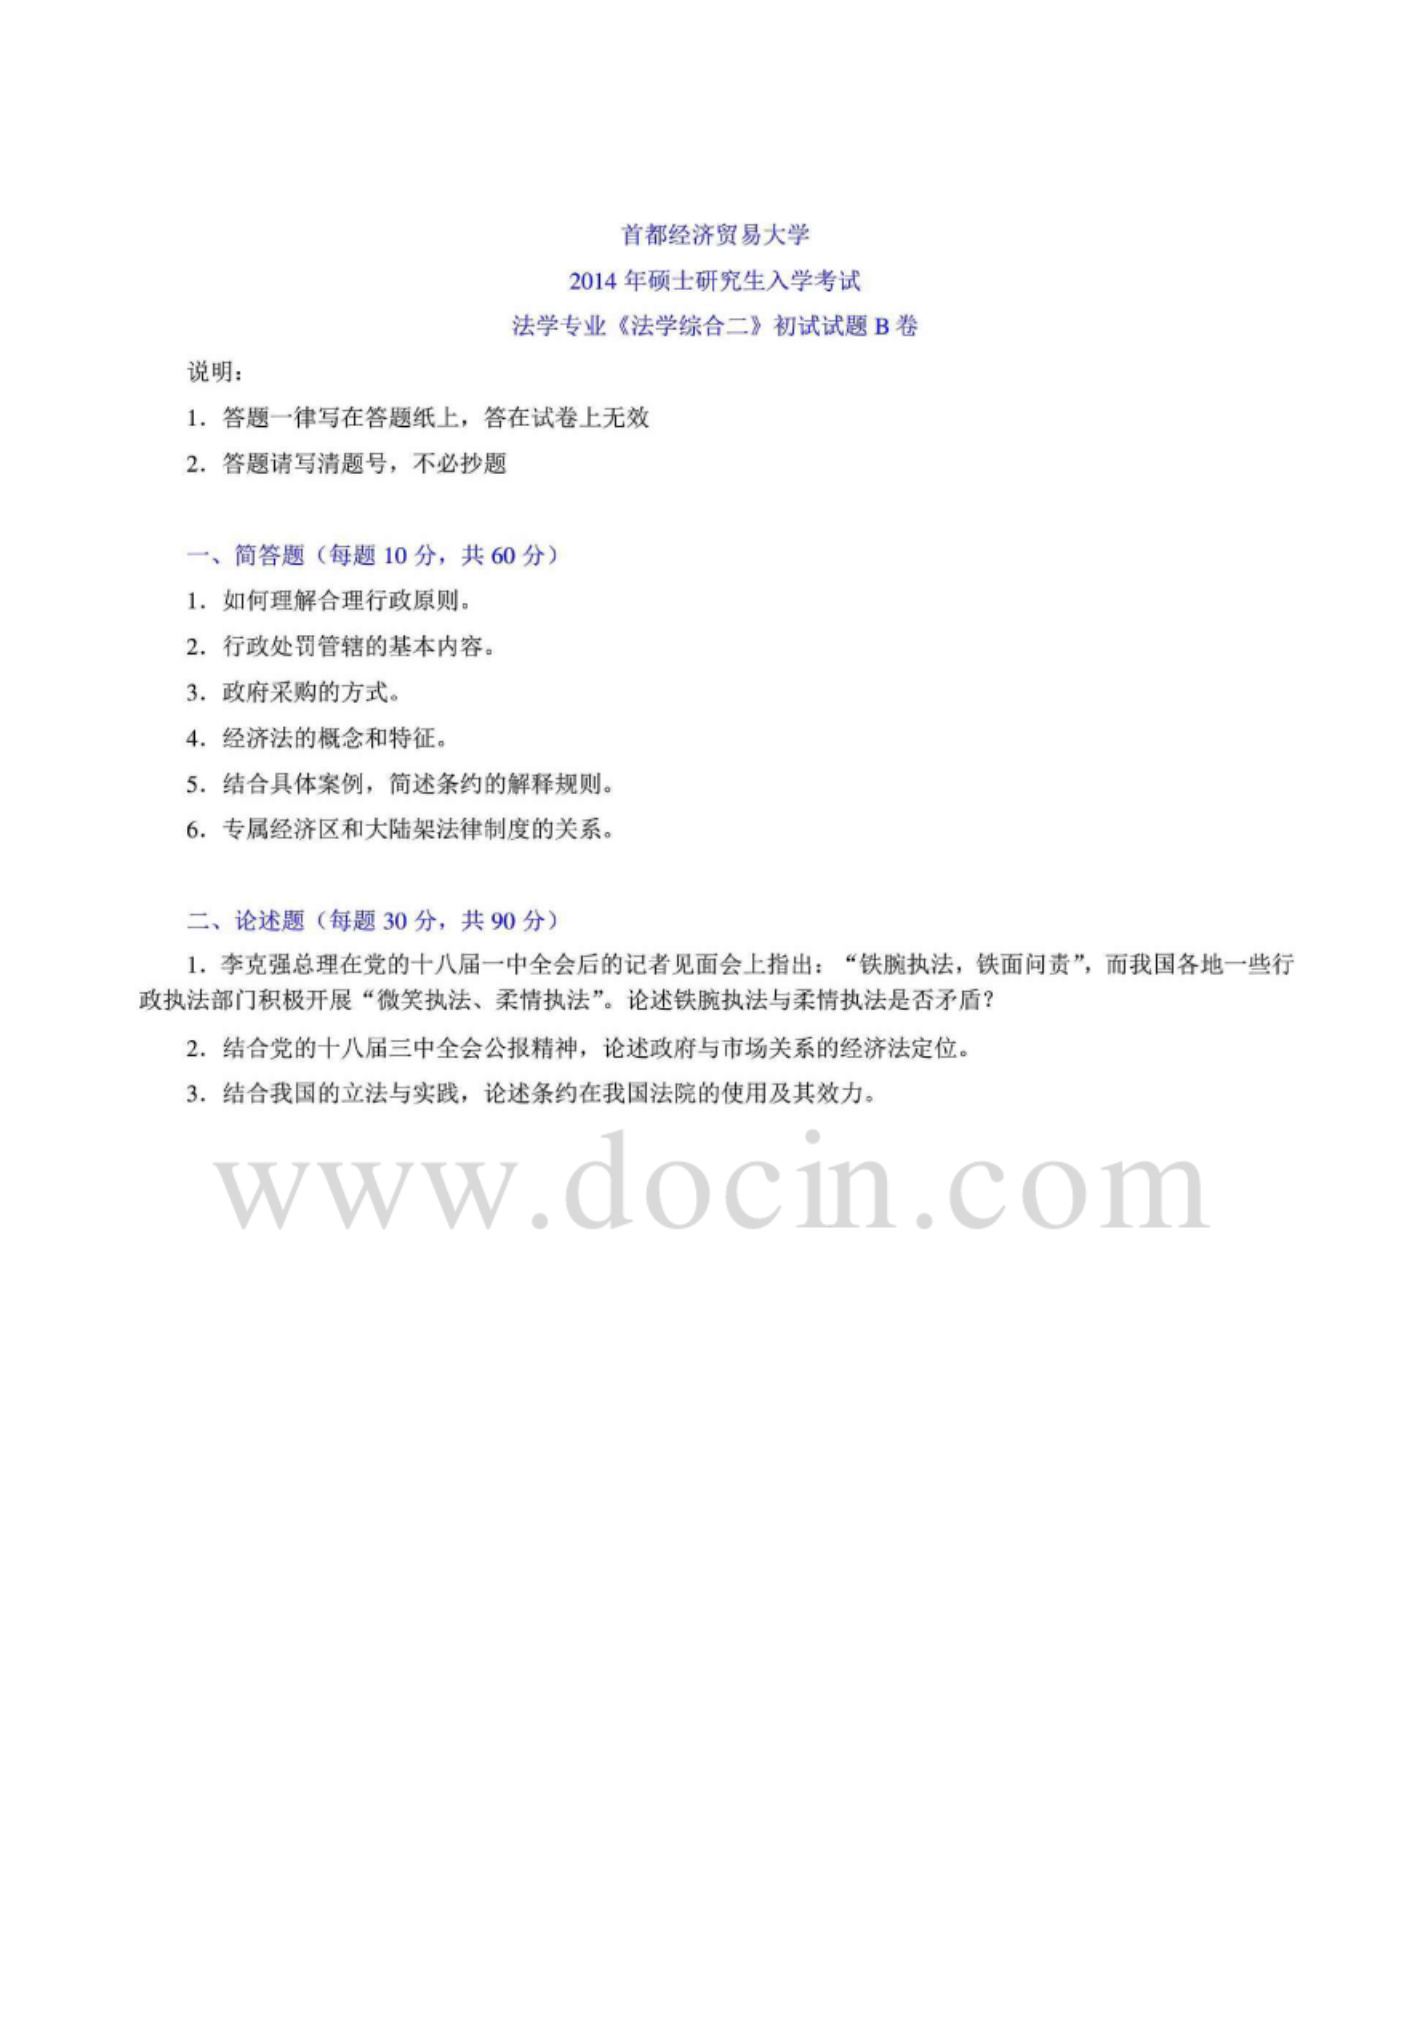 首都经济贸易大学
2014 年硕士研究生入学考试
法学专业《法学综合二》初试试题 B 卷
说明：
1．答题一律写在答题纸上，答在试卷上无效
2．答题请写清题号，不必抄题
一、简答题（每题 10 分，共 60 分）
1．如何理解合理行政原则。
2．行政处罚管辖的基本内容。
3．政府采购的方式。
4．经济法的概念和特征。
5．结合具体案例，简述条约的解释规则。
6．专属经济区和大陆架法律制度的关系。
二、论述题（每题 30 分，共 90 分）
1．李克强总理在党的十八届一中全会后的记者见面会上指出：“铁腕执法，铁面问责”，而我国各地一些行
政执法部门积极开展“微笑执法、柔情执法”。论述铁腕执法与柔情执法是否矛盾？
2．结合党的十八届三中全会公报精神，论述政府与市场关系的经济法定位。
3．结合我国的立法与实践，论述条约在我国法院的使用及其效力。
www.docin.com